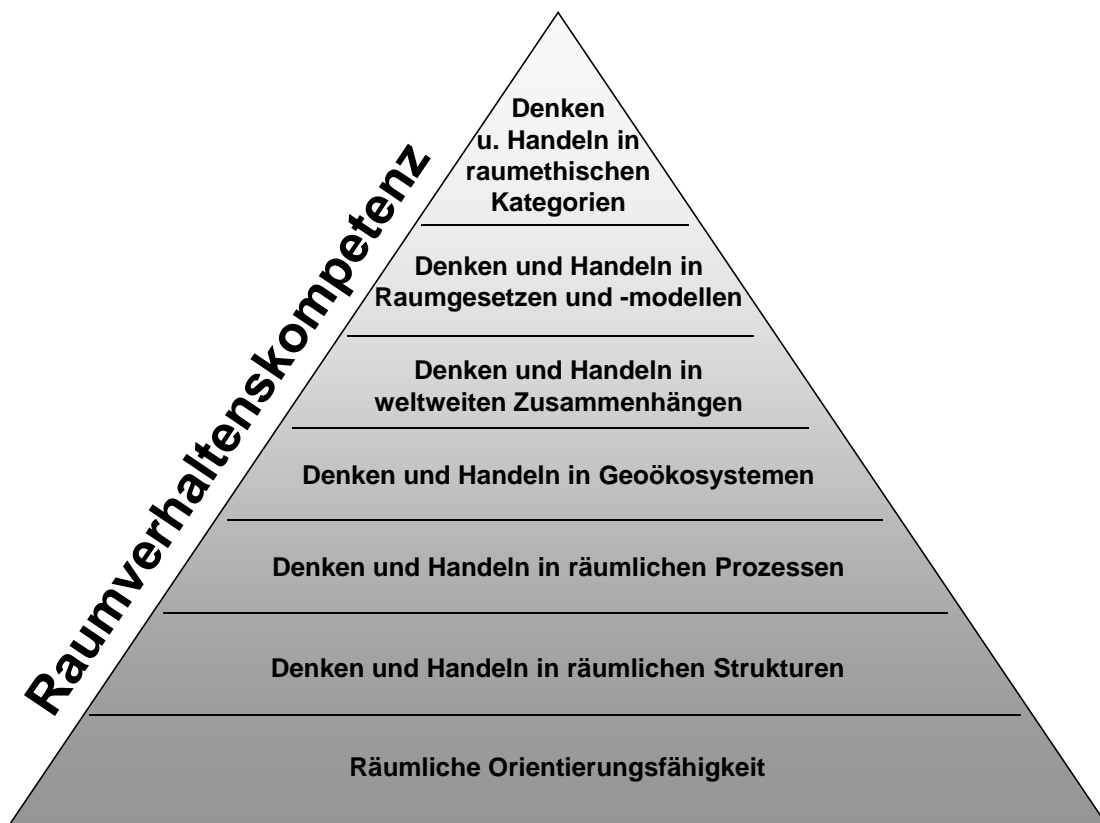 Raumverhaltenskompetenz
Denken
u. Handeln in
raumethischen
Kategorien
Denken und Handeln in
Raumgesetzen und -modellen
Denken und Handeln in
weltweiten Zusammenhängen
Denken und Handeln in Geoökosystemen
Denken und Handeln in räumlichen Prozessen
Denken und Handeln in räumlichen Strukturen
Räumliche Orientierungsfähigkeit